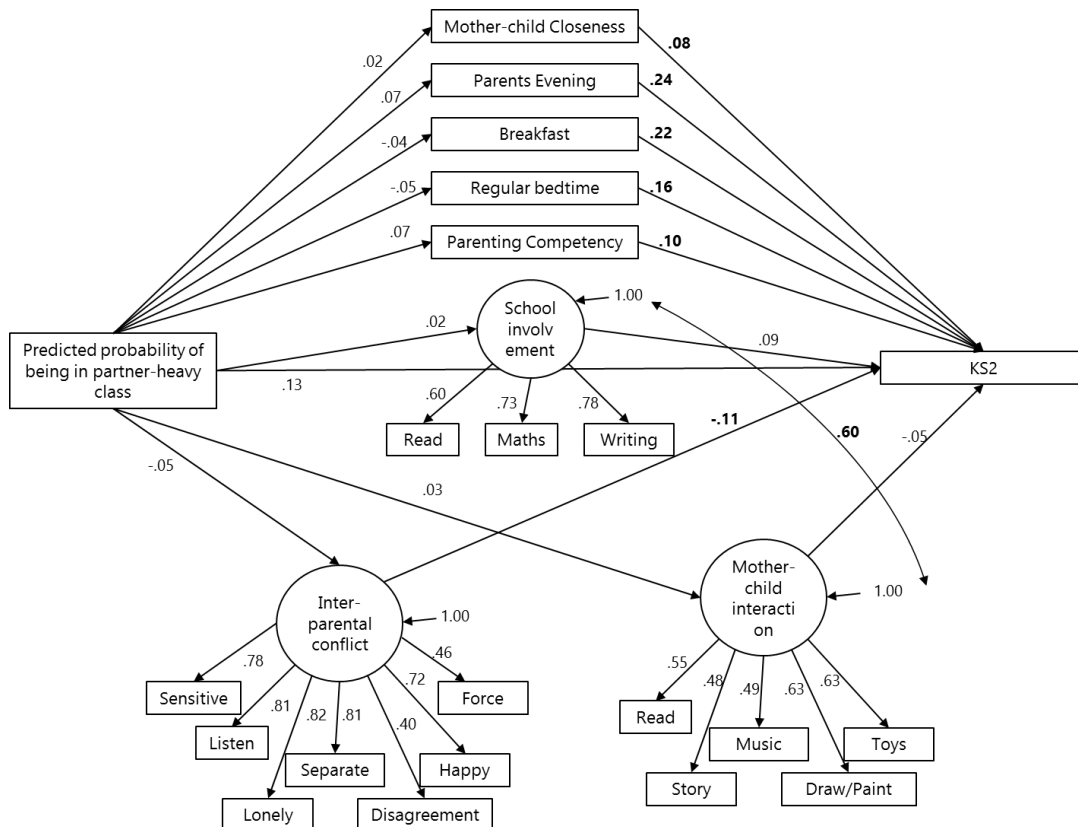 Mother-child Closeness
.08
.02
Parents Evening
.24
.07
Breakfast
.22
-.04
Regular bedtime
.16
-.05
Parenting Competency
.10
.07
School
involv
ement
1.00
.02
.09
Predicted probability of
being in partner-heavy
class
KS2
.13
.60
.73
.78
Read
Maths
Writing
-.11
.60
-.05
-.05
.03
Inter-
parental
conflict
1.00
Mother-
child
interacti
on
1.00
.78
.81
.82
.81
.40
.72
.46
Sensitive
Force
Listen
Separate
Happy
Lonely
Disagreement
.55
.48
.49
.63
.63
Read
Music
Toys
Story
Draw/Paint